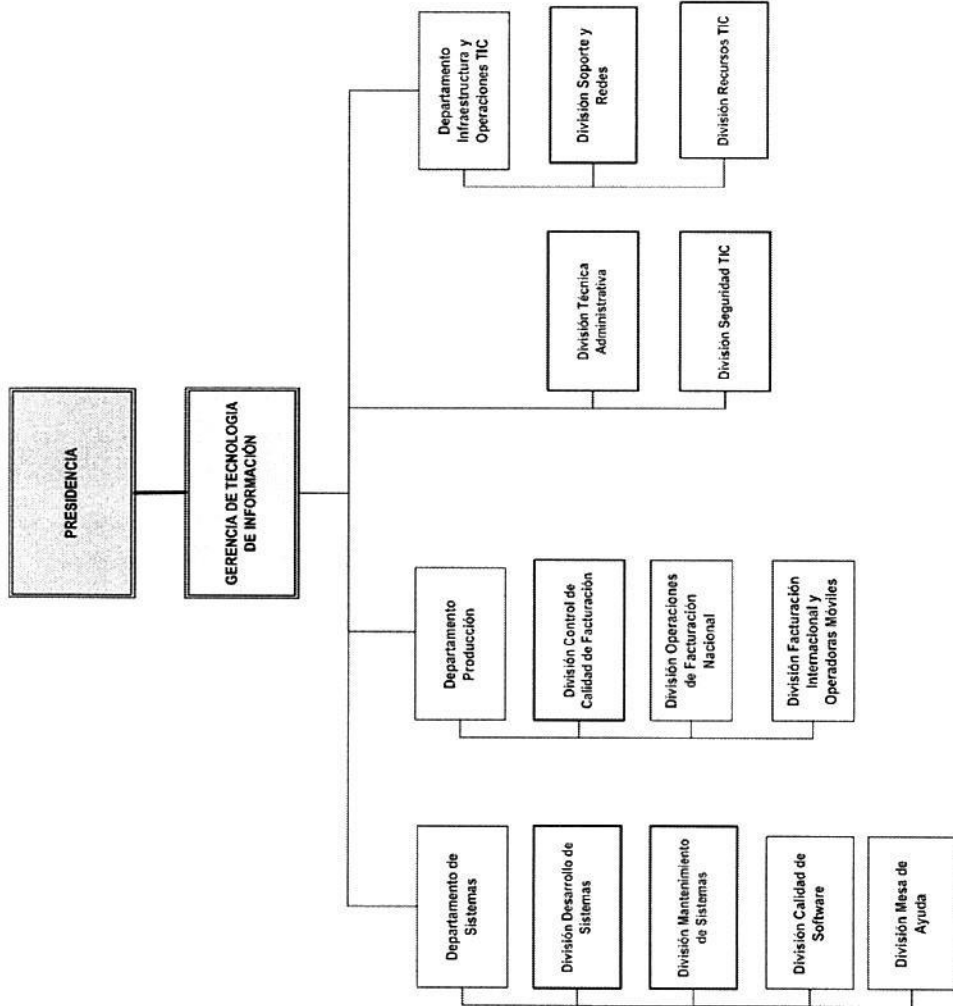 PRESIDENCIA
GERENCIA DE TECNOLOGIA
DE INFORMACIÓN
Departamento de
Sistemas
División Desarrollo de
Sistemas
División Mantenimiento
de Sistemas
División Calidad de
Software
División Mesa de
Ayuda
Departamento
Producción
División Control de
Calidad de Facturación
División Operaciones
de Facturación
Nacional
División Facturación
Internacional y
Operadoras Móviles
División Técnica
Administrativa
División Seguridad TIC
Departamento
Infraestructura y
Operaciones TIC
División Soporte y
Redes
División Recursos TIC